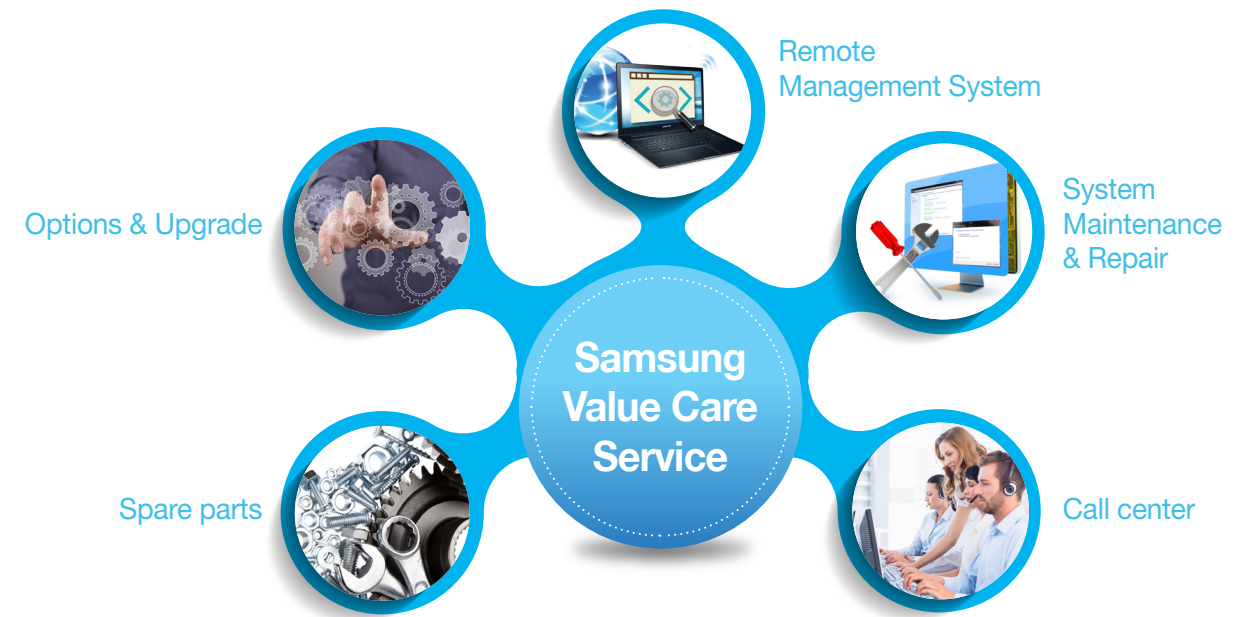 Remote
Management System
Options & Upgrade
System
Maintenance
& Repair
Samsung
Value Care
Service
Spare parts
Call center